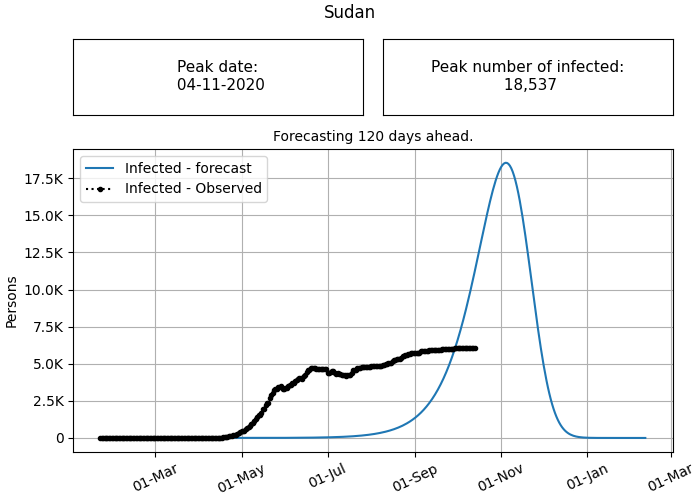 Sudan
Peak date:
04-11-2020
Peak number of infected:
18,537
Forecasting 120 days ahead.
Infected - forecast
Infected - Observed
17.5K
15.0K
12.5K
10.0K
7.5K
5.0K
2.5K
0
Persons
01-Mar
01-May
01-Jul
01-Sep
01-Nov
01-Jan
01-Mar